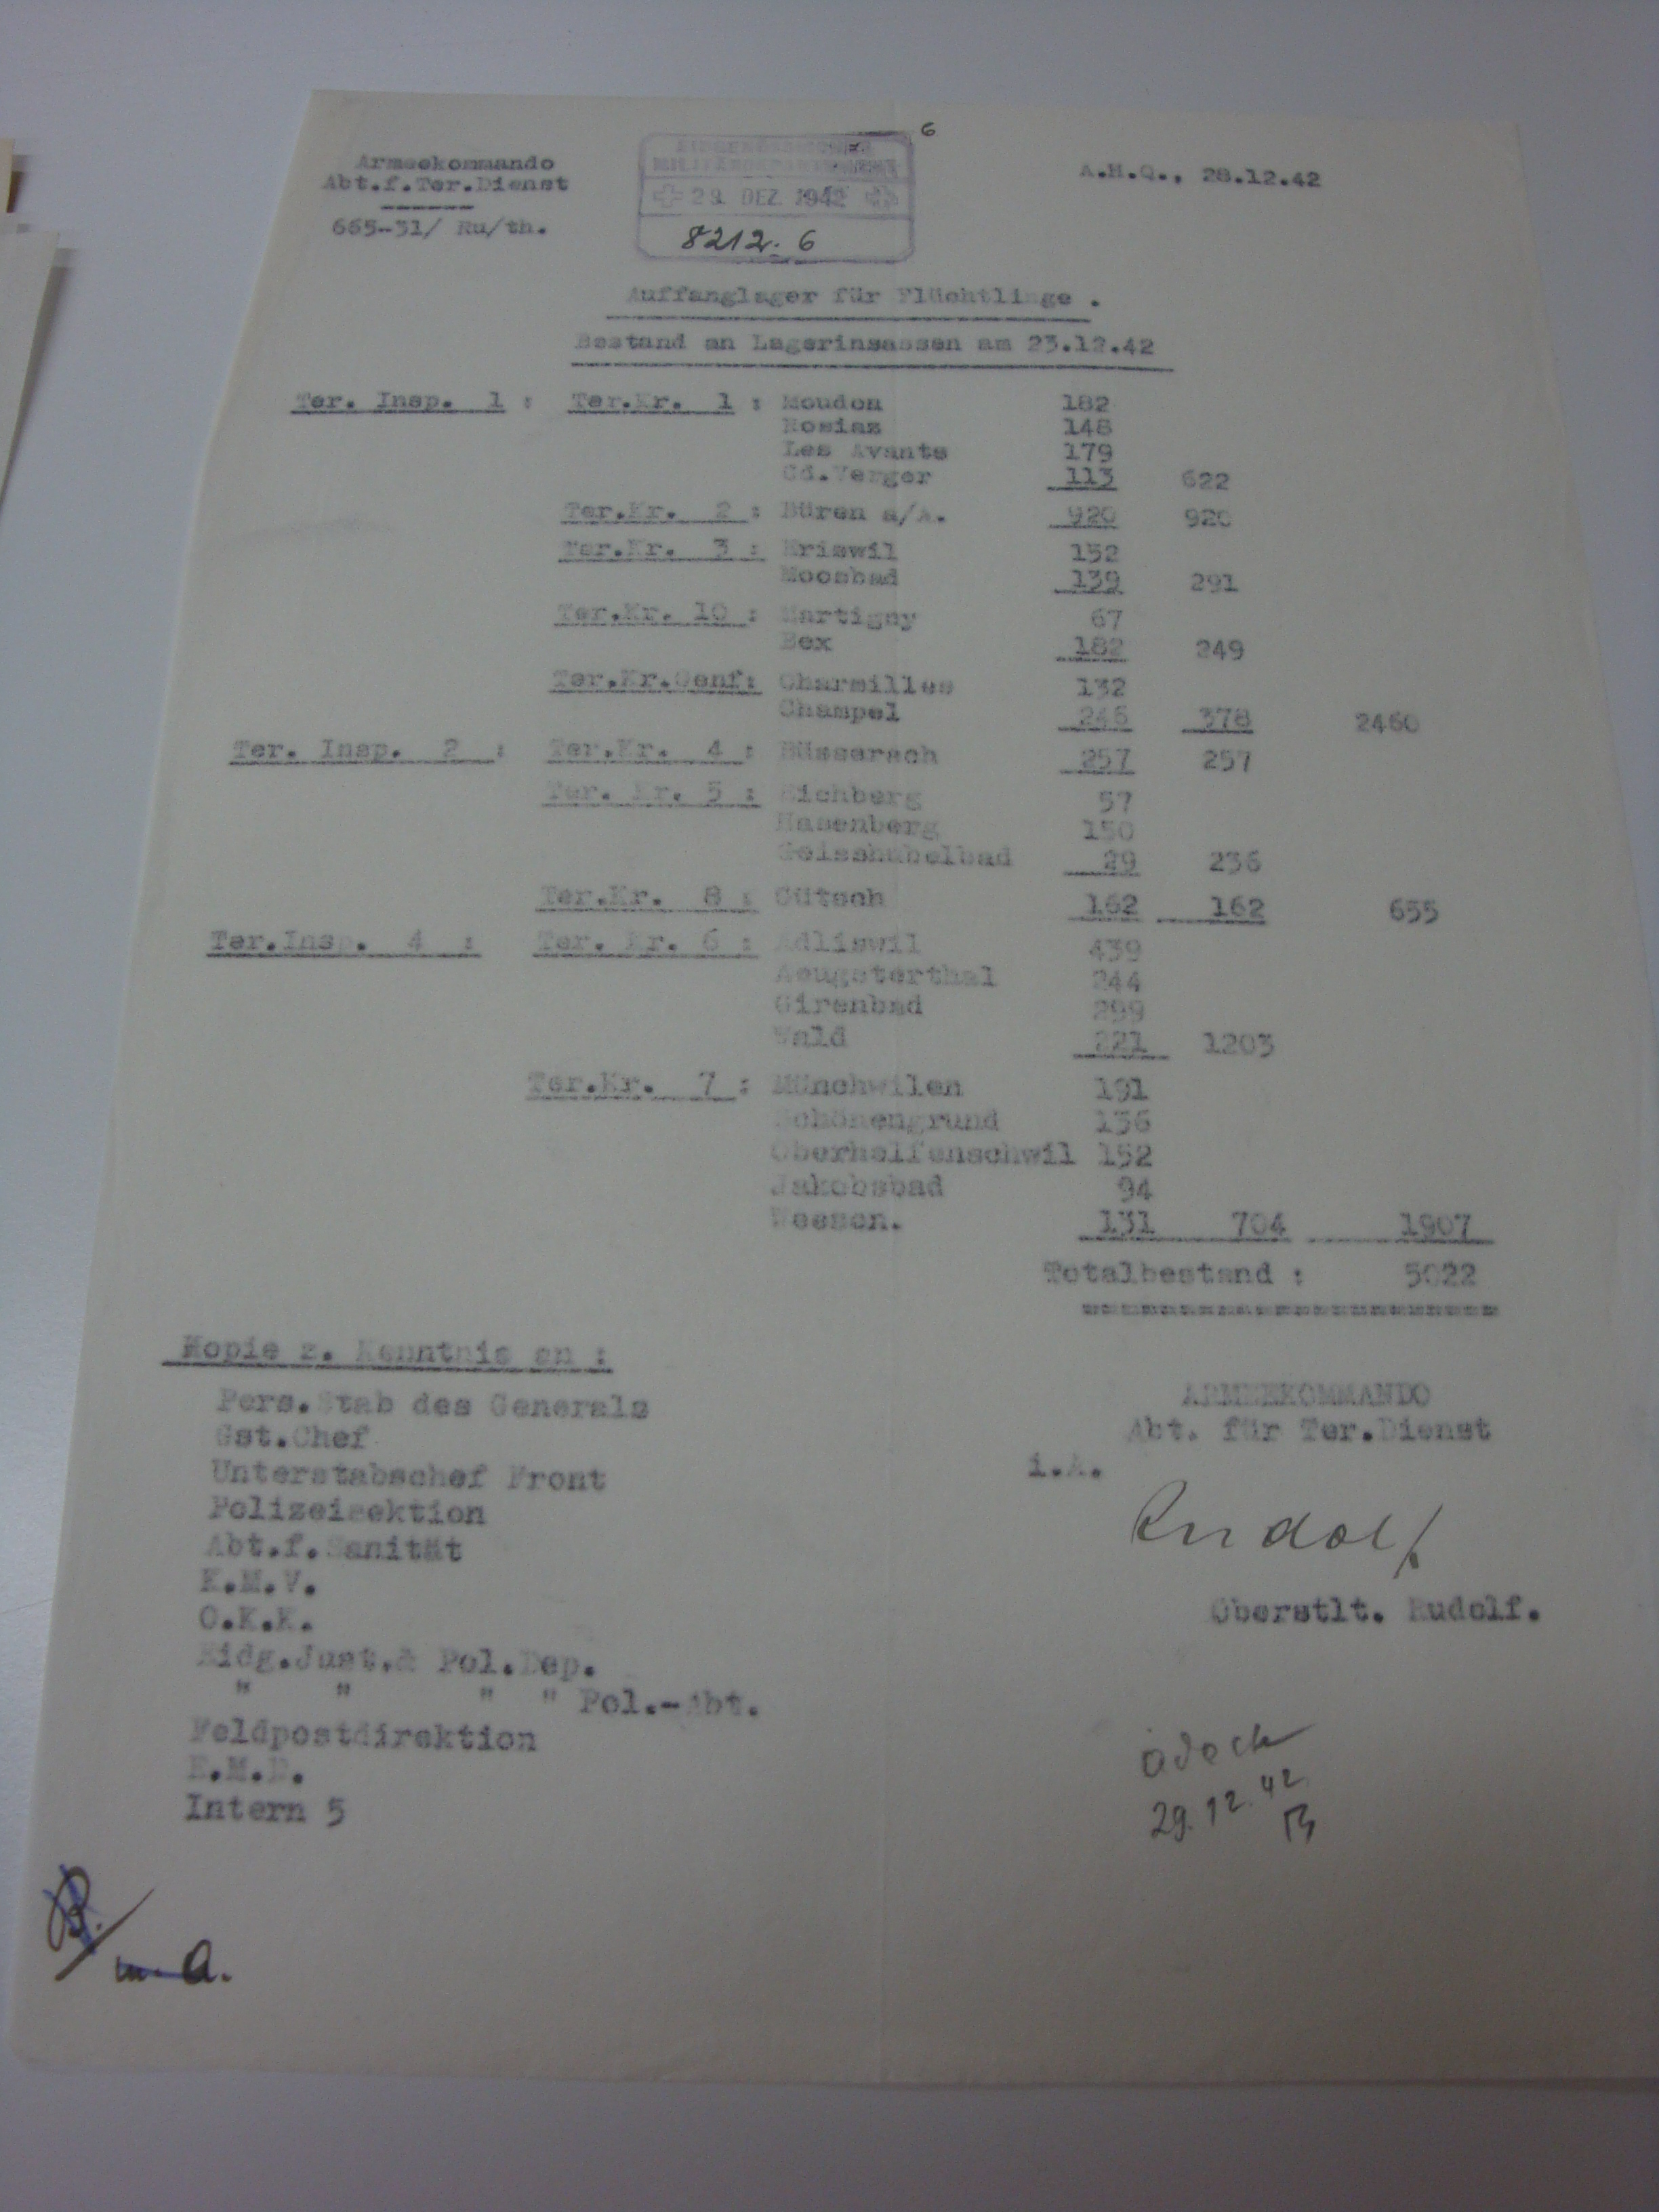 6
Armeekommando
Abt.f.Ter.Dienst
665-31/ Ru/th.
EIDGENÖSSISCHES
MILITÄRDEPARTEMENT
29. DEZ. 1942
8212. 6
A.H.Q., 28.12.42
Auffanglager für Flüchtlinge .
Bestand an Lagerinsassen am 23.12.42
Ter. Insp. 1 : Ter.Kr. 1 : Moudon 182
Rosiaz 148
Les Avants 179
Cd.Verger 113 622
Ter.Kr. 2 : Büren a/A. 920 920
Ter.Kr. 3 : Eriswil 152
Moosbad 139 291
Ter.Kr. 10 : Martigny 67
Bex 182 249
Ter.Kr.Genf: Charmilles 132
Champel 246 378 2460
Ter. Insp. 2 : Ter.Kr. 4 : Büsserach 257 257
Ter. Kr. 5 : Eichberg 57
Hasenberg 150
Geisshubelbad 29 236
Ter.Kr. 8 : Gütsch 162 162 655
Ter.Insp. 4 : Ter. Kr. 6 : Adliswil 439
Aeugsterthal 244
Girenbad 299
Wald 221 1203
Ter.Kr. 7 : Münchwilen 191
Schönengrund 136
Oberhelfenschwil 152
Jakobsbad 94
Weesen. 131 704 1907
Totalbestand : 5022
Kopie z. Kenntnis an :
Pers.Stab des Generals
Gst.Chef
Unterstabschef Front
Polizeisektion
Abt.f.Sanität
E.M.V.
O.K.K.
Eidg.Just.& Pol.Dep.
" " " " Pol.-Abt.
Feldpostdirektion
E.M.D.
Intern 5
ARMEEKOMMANDO
Abt. für Ter.Dienst
i.A.
Rudolf
Oberstlt. Rudolf.
29.12.42
a.